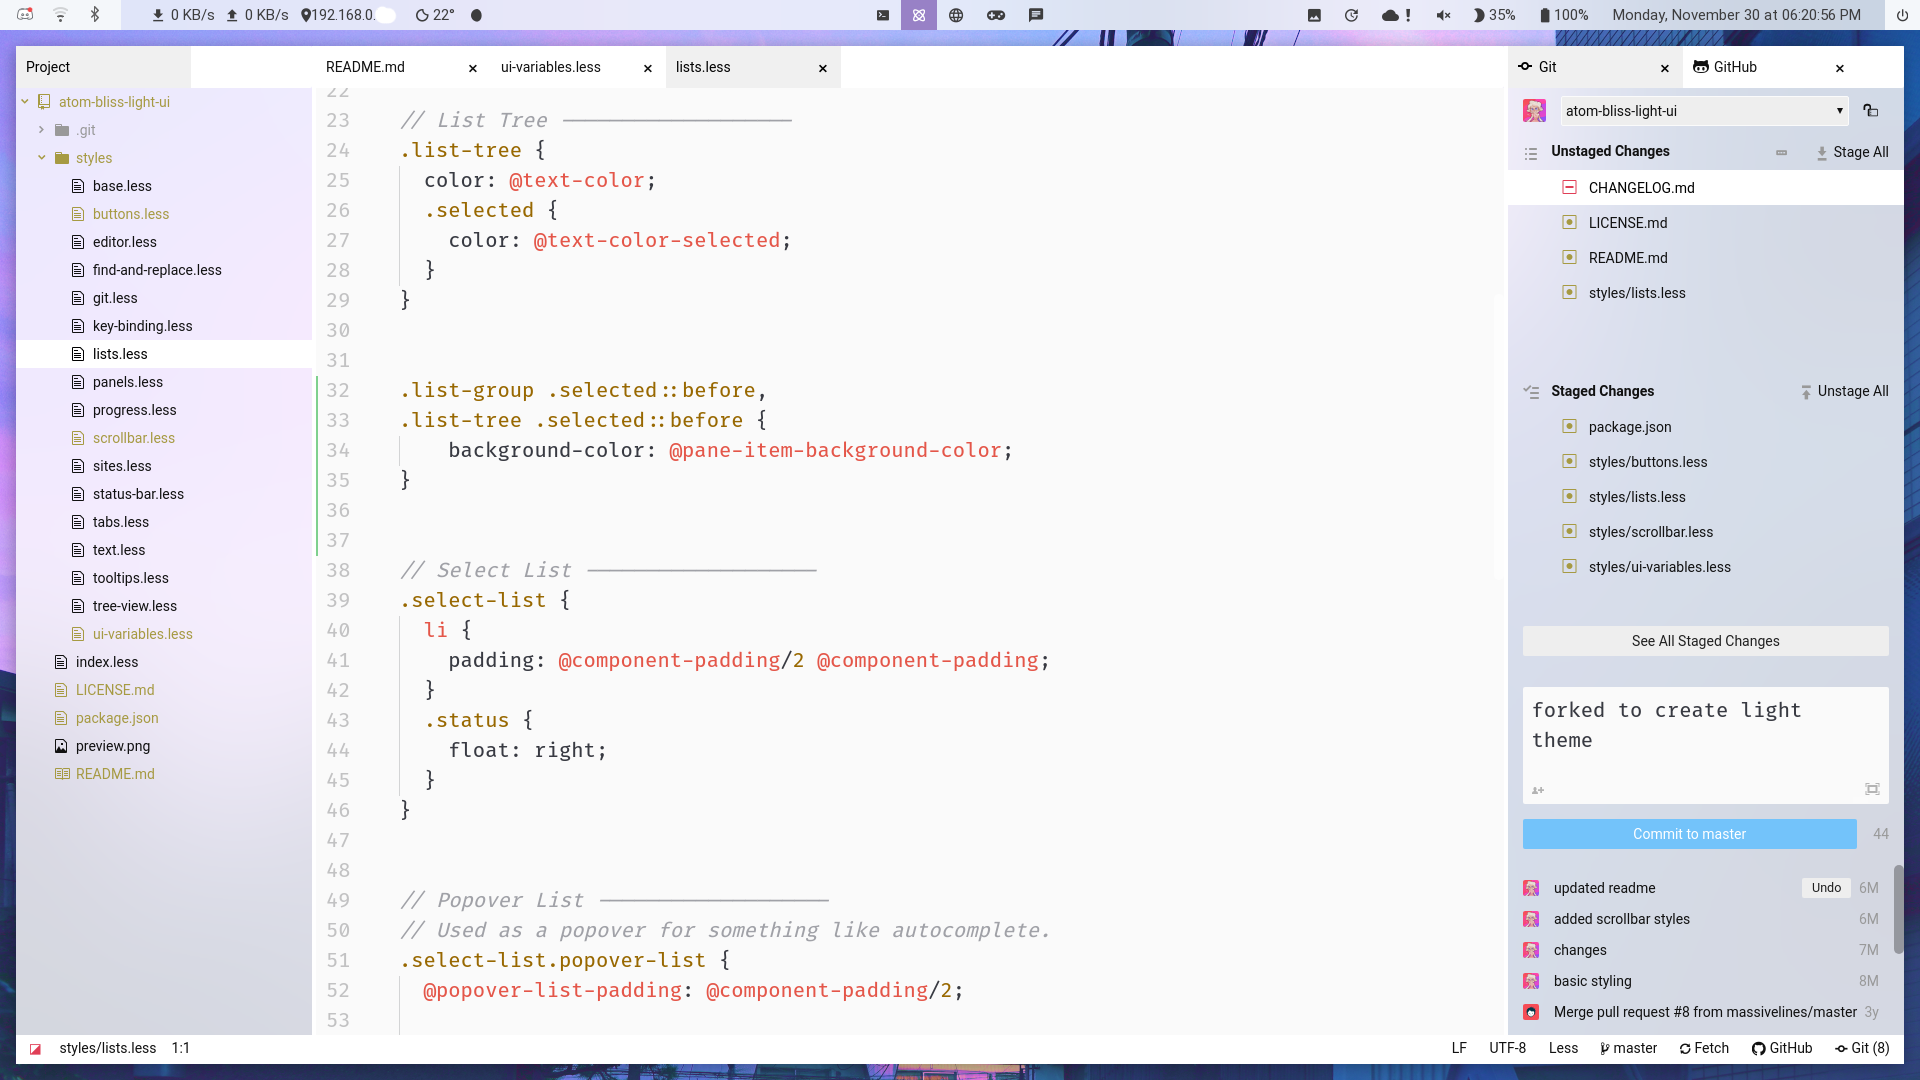 0 KB/s 0 KB/s 192.168.0. 22° 35% 100% Monday, November 30 at 06:20:56 PM
Project
README.md
ui-variables.less
lists.less
Git
GitHub
atom-bliss-light-ui
.git
styles
base.less
buttons.less
editor.less
find-and-replace.less
git.less
key-binding.less
lists.less
panels.less
progress.less
scrollbar.less
sites.less
status-bar.less
tabs.less
text.less
tooltips.less
tree-view.less
ui-variables.less
index.less
LICENSE.md
package.json
preview.png
README.md
22
23 // List Tree ———————————————————
24 .list-tree {
25 color: @text-color;
26 .selected {
27 color: @text-color-selected;
28 }
29 }
30
31
32 .list-group .selected::before,
33 .list-tree .selected::before {
34 background-color: @pane-item-background-color;
35 }
36
37
38 // Select List ———————————————————
39 .select-list {
40 li {
41 padding: @component-padding/2 @component-padding;
42 }
43 .status {
44 float: right;
45 }
46 }
47
48
49 // Popover List ———————————————————
50 // Used as a popover for something like autocomplete.
51 .select-list.popover-list {
52 @popover-list-padding: @component-padding/2;
53
atom-bliss-light-ui
Unstaged Changes Stage All
CHANGELOG.md
LICENSE.md
README.md
styles/lists.less
Staged Changes Unstage All
package.json
styles/buttons.less
styles/lists.less
styles/scrollbar.less
styles/ui-variables.less
See All Staged Changes
forked to create light
theme
Commit to master 44
updated readme Undo 6M
added scrollbar styles 6M
changes 7M
basic styling 8M
Merge pull request #8 from massivelines/master 3y
styles/lists.less 1:1 LF UTF-8 Less master Fetch GitHub Git (8)